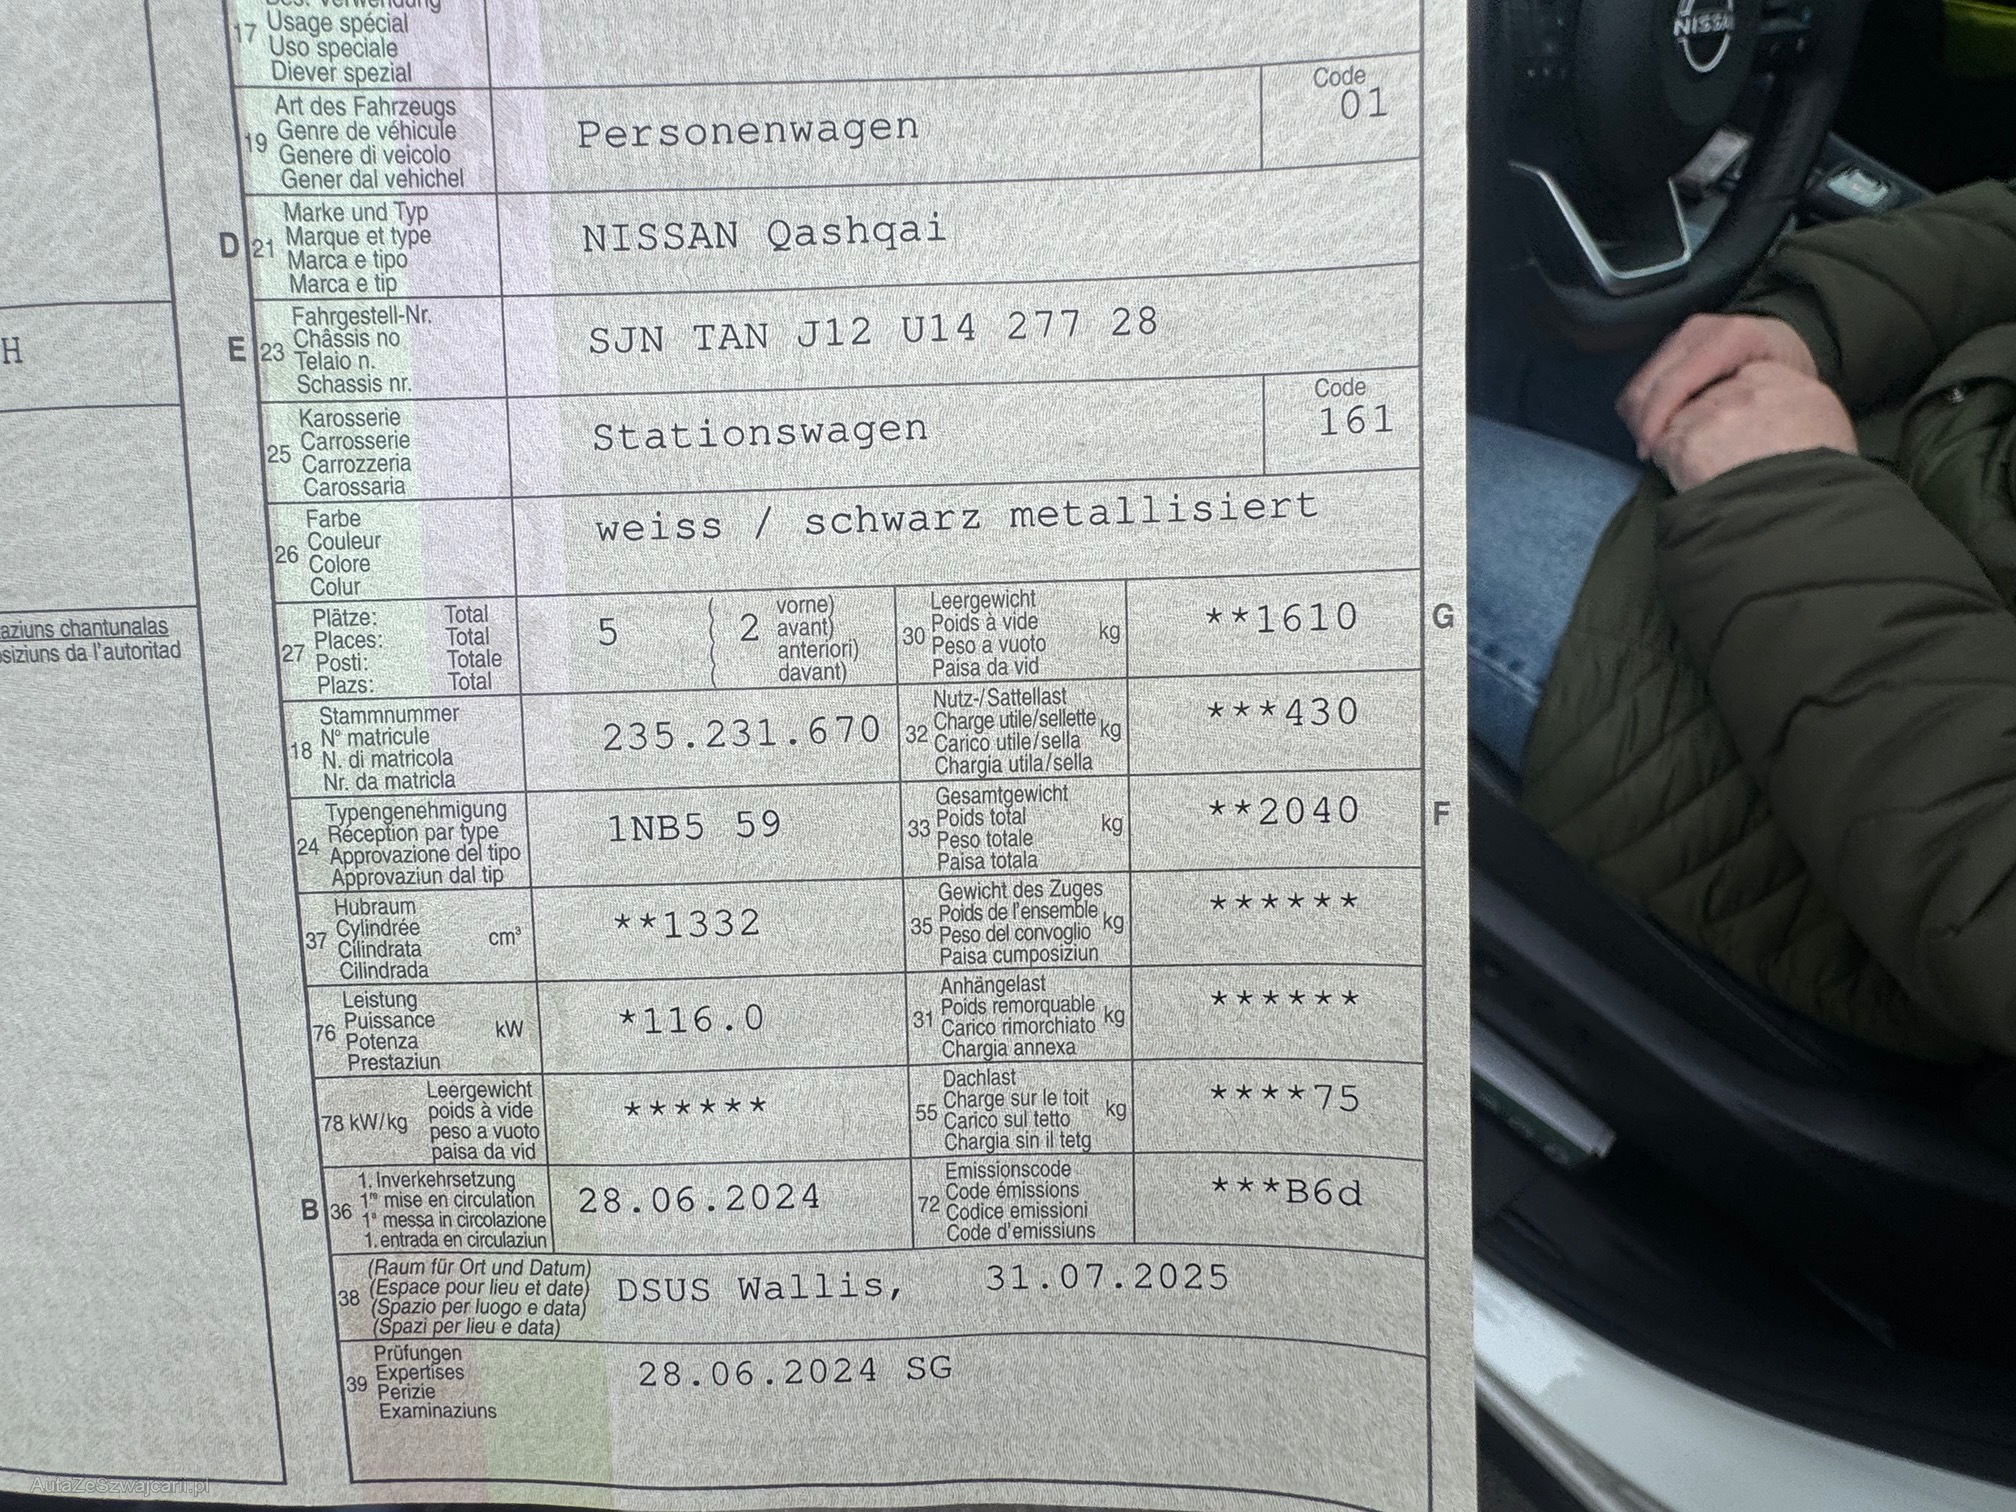 17 Usage spécial
Uso speciale
Diever spezial
Art des Fahrzeugs
19 Genre de véhicule
Genere di veicolo
Gener dal vehichel
Personenwagen
Code
01
D 21 Marke und Typ
Marque et type
Marca e tipo
Marca e tip
NISSAN Qashqai
E 23 Fahrgestell-Nr.
Châssis no
Telaio n.
Schassis nr.
SJN TAN J12 U14 277 28
25 Karosserie
Carrosserie
Carrozzeria
Carossaria
Stationswagen
Code
161
26 Farbe
Couleur
Colore
Colur
weiss / schwarz metallisiert
27 Plätze: Total
Places: Total
Posti: Totale
Plazs: Total
5 ( 2 vorne)
avant)
anteriori)
davant)
30 Leergewicht
Poids à vide
Peso a vuoto kg
Paisa da vid
**1610
G
18 Stammnummer
N° matricule
N. di matricola
Nr. da matricla
235.231.670
32 Nutz-/Sattellast
Charge utile/sellette kg
Carico utile/sella
Chargia utila/sella
***430
24 Typengenehmigung
Réception par type
Approvazione del tipo
Approvaziun dal tip
1NB5 59
33 Gesamtgewicht
Poids total kg
Peso totale
Paisa totala
**2040
F
37 Hubraum
Cylindrée cm³
Cilindrata
Cilindrada
**1332
35 Gewicht des Zuges
Poids de l'ensemble kg
Peso del convoglio
Paisa cumposiziun
******
76 Leistung
Puissance kW
Potenza
Prestaziun
*116.0
31 Anhängelast
Poids remorquable kg
Carico rimorchiato
Chargia annexa
******
78 kW/kg Leergewicht
poids à vide
peso a vuoto
paisa da vid
******
55 Dachlast
Charge sur le toit kg
Carico sul tetto
Chargia sin il tetg
****75
B 36 1. Inverkehrsetzung
1re mise en circulation
1a messa in circolazione
1. entrada en circulaziun
28.06.2024
72 Emissionscode
Code émissions
Codice emissioni
Code d'emissiuns
***B6d
38 (Raum für Ort und Datum)
(Espace pour lieu et date)
(Spazio per luogo e data)
(Spazi per lieu e data)
DSUS Wallis, 31.07.2025
39 Prüfungen
Expertises
Perizie
Examinaziuns
28.06.2024 SG
H
aziuns chantunalas
siziuns da l'autoritad
NISSAN
AutaZeSzwajcarii.pl